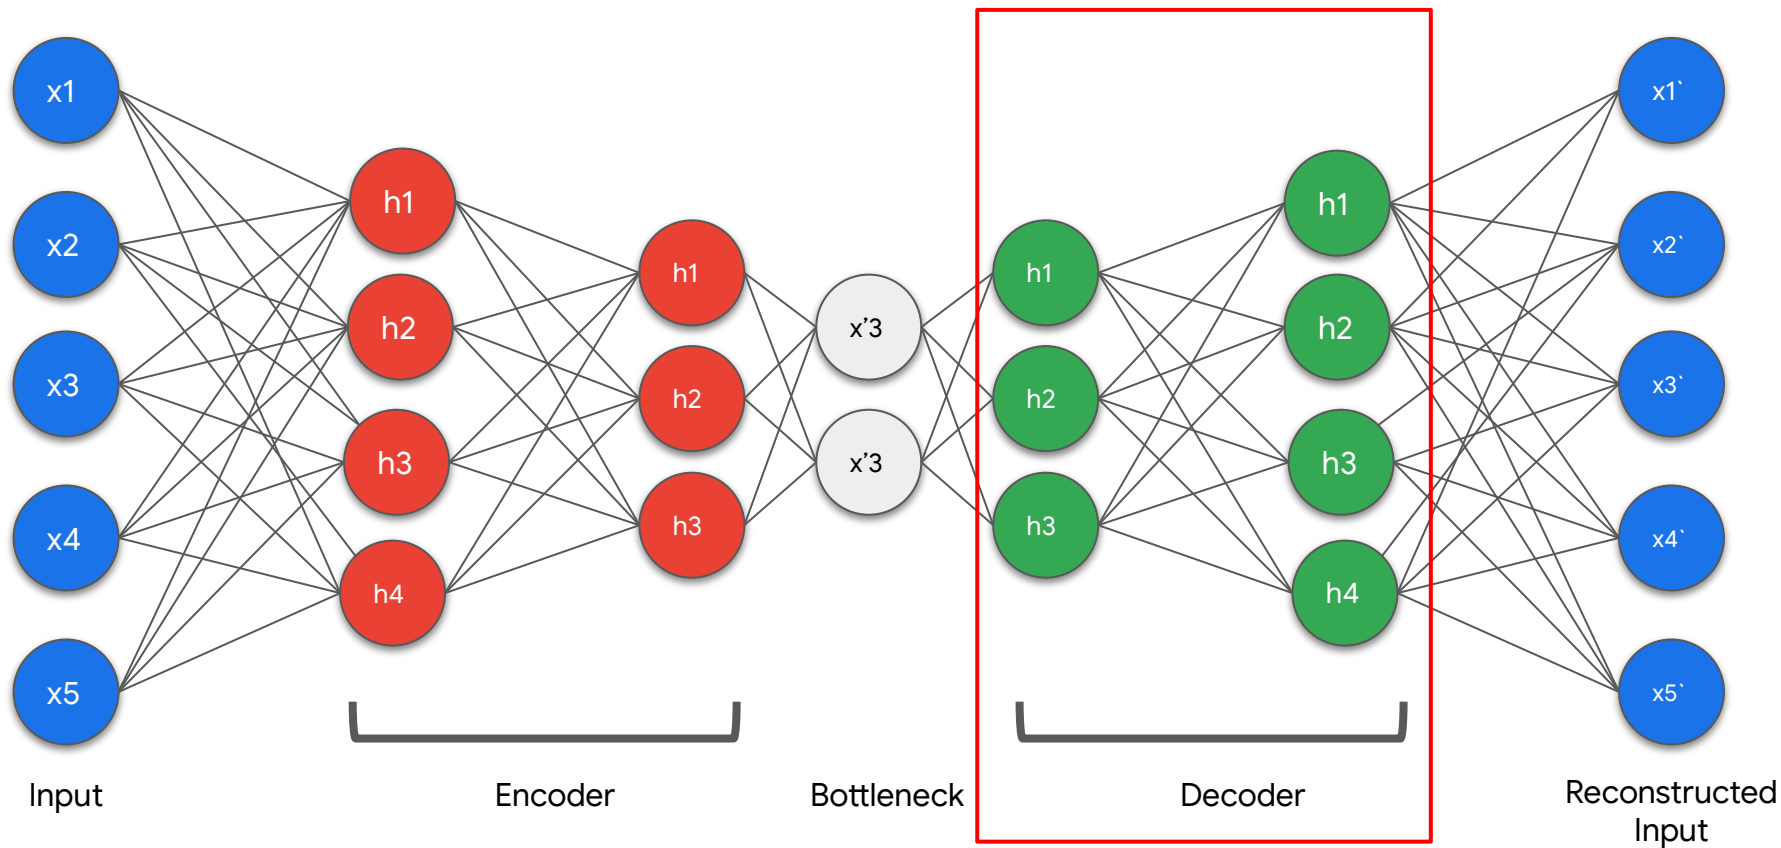 x1
x2
x3
x4
x5
h1
h2
h3
h4
h1
h2
h3
x’3
x’3
h1
h2
h3
h1
h2
h3
h4
x1`
x2`
x3`
x4`
x5`
Input
Encoder
Bottleneck
Decoder
Reconstructed
Input